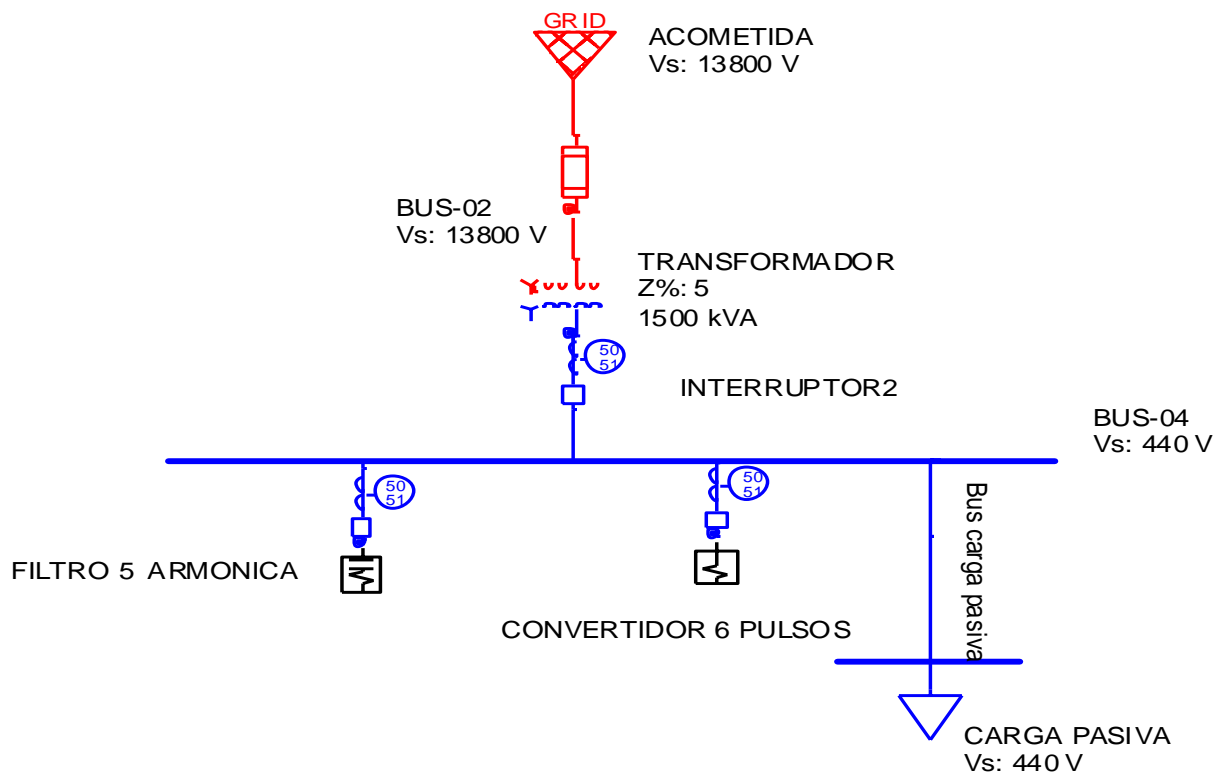 GRID
ACOMETIDA
Vs: 13800 V
BUS-02
Vs: 13800 V
TRANSFORMADOR
Z%: 5
1500 kVA
50
51
INTERRUPTOR2
BUS-04
Vs: 440 V
50
51
50
51
Bus carga pasiva
FILTRO 5 ARMONICA
CONVERTIDOR 6 PULSOS
CARGA PASIVA
Vs: 440 V